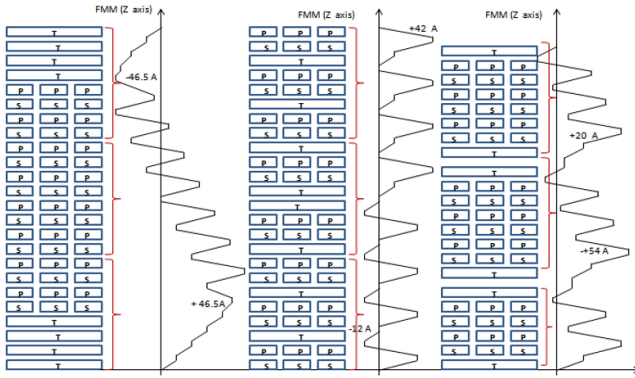 FMM (Z axis)
T
T
T
T
-46.5 A
P P P
S S S
P P P
S S S
P P P
S S S
P P P
S S S
P P P
S S S
P P P
S S S
P P P
S S S
P P P
S S S
+ 46.5A
T
T
T
T
FMM (Z axis)
+42 A
P P P
S S S
T
P P P
S S S
T
P P P
S S S
T
P P P
S S S
T
T
P P P
S S S
T
P P P
S S S
T
P P P
S S S
-12 A
T
P P P
S S S
FMM (Z axis)
T
P P P
S S S
P P P
S S S
P P P
S S S
+20 A
T
T
P P P
S S S
P P P
S S S
P P P
-+54 A
S S S
T
T
P P P
S S S
P P P
S S S
T